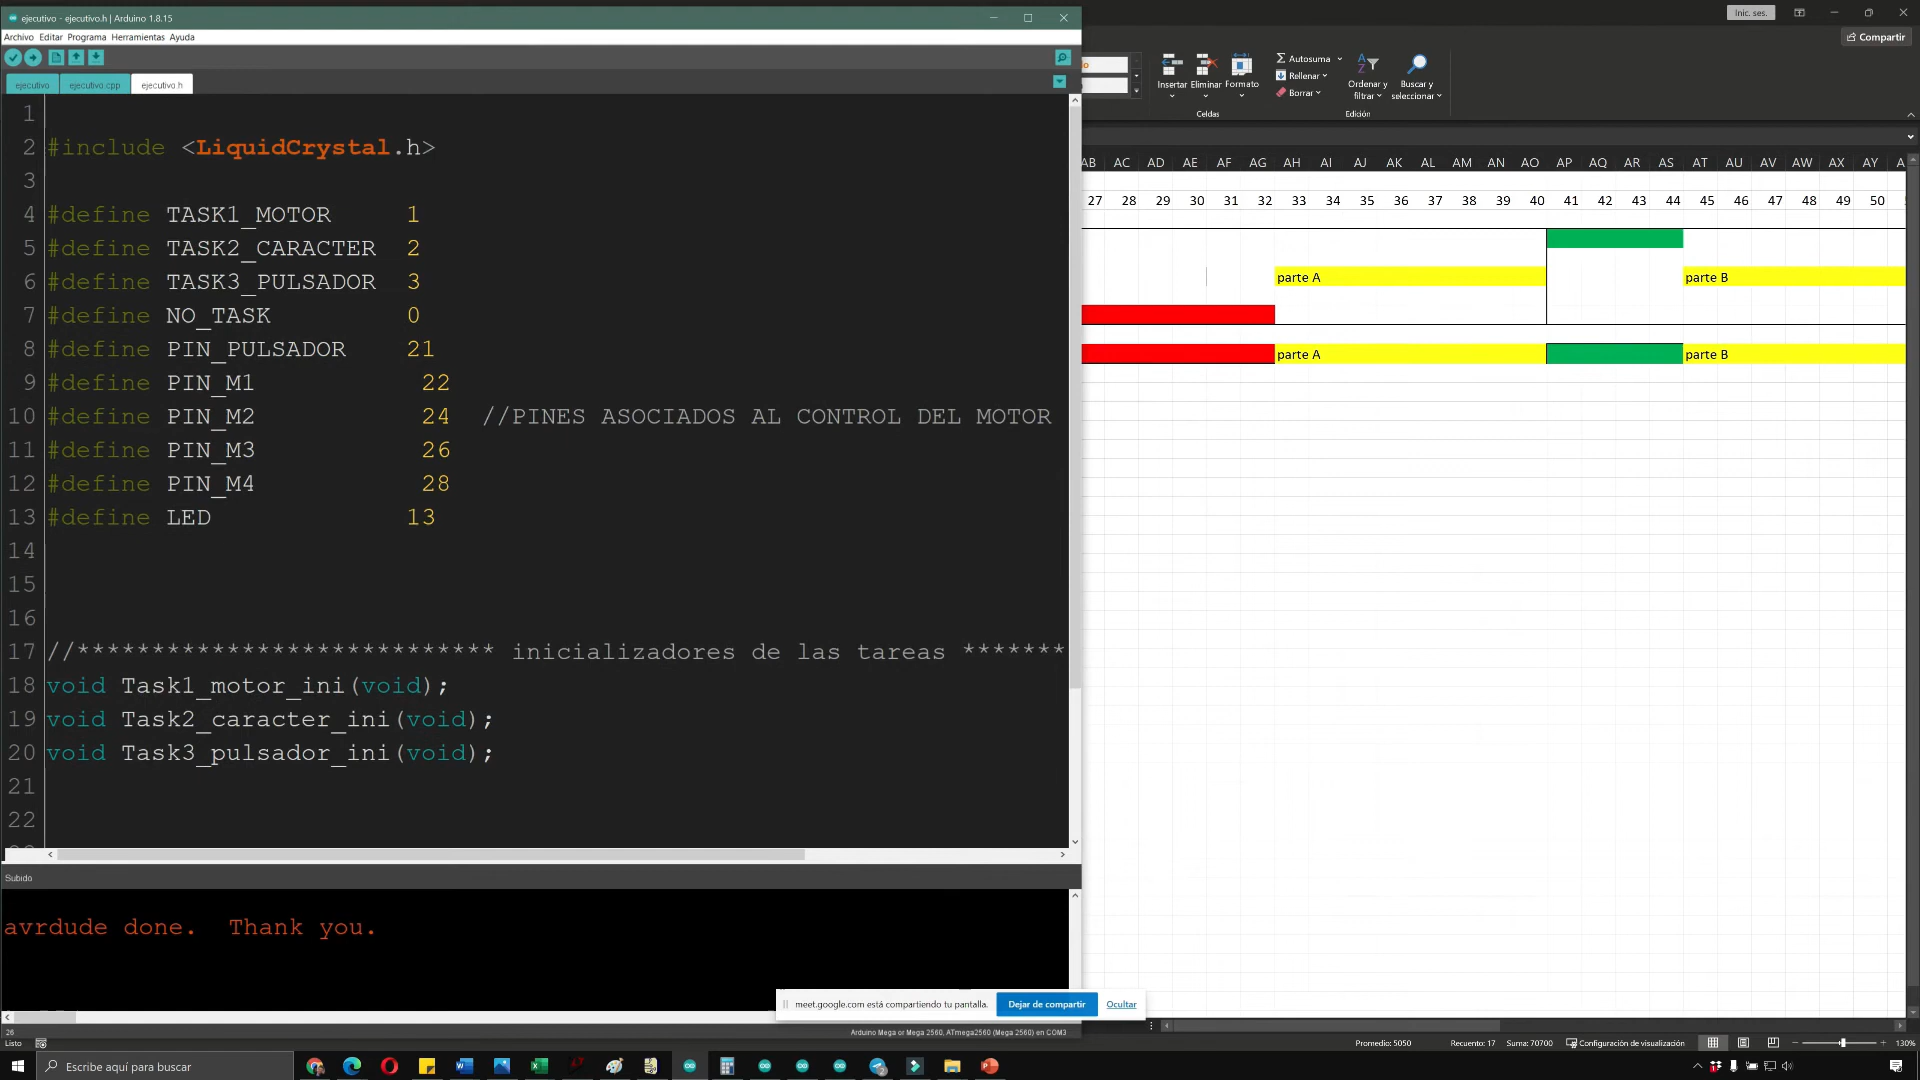 ejecutivo - ejecutivo.h | Arduino 1.8.15
Archivo Editar Programa Herramientas Ayuda
ejecutivo ejecutivo.cpp ejecutivo.h
1
2 #include <LiquidCrystal.h>
3
4 #define TASK1_MOTOR 1
5 #define TASK2_CARACTER 2
6 #define TASK3_PULSADOR 3
7 #define NO_TASK 0
8 #define PIN_PULSADOR 21
9 #define PIN_M1 22
10 #define PIN_M2 24 //PINES ASOCIADOS AL CONTROL DEL MOTOR
11 #define PIN_M3 26
12 #define PIN_M4 28
13 #define LED 13
14
15
16
17 //**************************** inicializadores de las tareas *******
18 void Task1_motor_ini(void);
19 void Task2_caracter_ini(void);
20 void Task3_pulsador_ini(void);
21
22
Subido
avrdude done.  Thank you.
26 Arduino Mega or Mega 2560, ATmega2560 (Mega 2560) en COM3
Inic. ses.
Compartir
Insertar Eliminar Formato
Celdas
Autosuma
Rellenar
Borrar
Ordenar y
filtrar
Buscar y
seleccionar
Edición
AB AC AD AE AF AG AH AI AJ AK AL AM AN AO AP AQ AR AS AT AU AV AW AX AY
27 28 29 30 31 32 33 34 35 36 37 38 39 40 41 42 43 44 45 46 47 48 49 50
parte A parte B
parte A parte B
meet.google.com está compartiendo tu pantalla. Dejar de compartir Ocultar
Listo Promedio: 5050 Recuento: 17 Suma: 70700 Configuración de visualización 130%
Escribe aquí para buscar